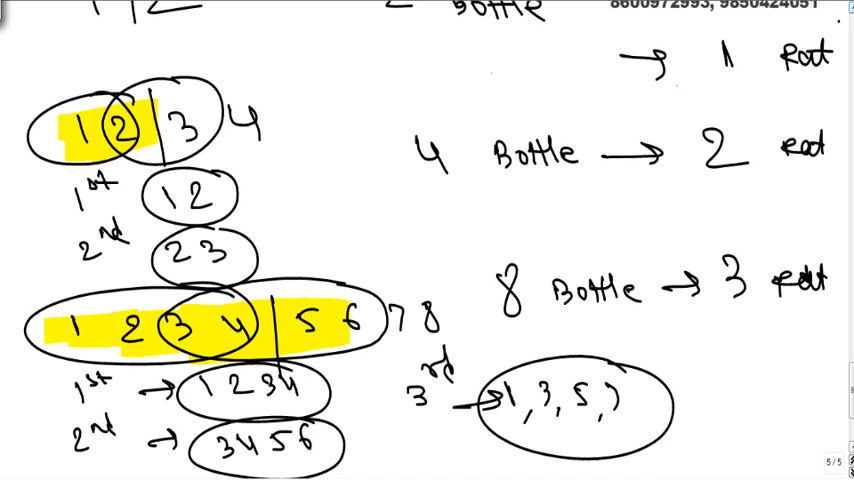 Bottle 8600972993, 9850424051
→ 1 Rat
1 2 | 3 4
4 Bottle → 2 Rat
1st 1 2
2nd 2 3
8 Bottle → 3 Rat
1 2 3 4 | 5 6 7 8
1st → 1 2 3 4
3rd → 1, 3, 5, 7
2nd → 3 4 5 6
5/5